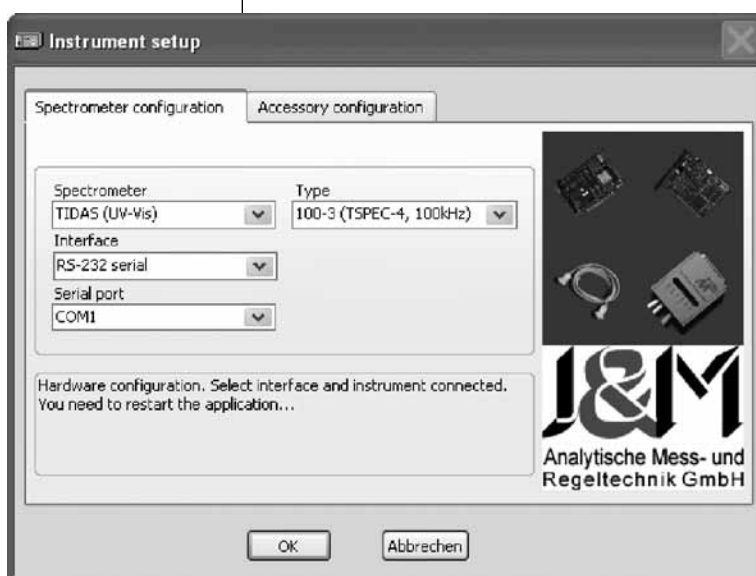 Instrument setup
Spectrometer configuration
Accessory configuration
Spectrometer
Type
TIDAS (UV-Vis)
100-3 (TSPEC-4, 100kHz)
Interface
RS-232 serial
Serial port
COM1
Hardware configuration. Select interface and instrument connected.
You need to restart the application...
J&M
Analytische Mess- und
Regeltechnik GmbH
OK
Abbrechen